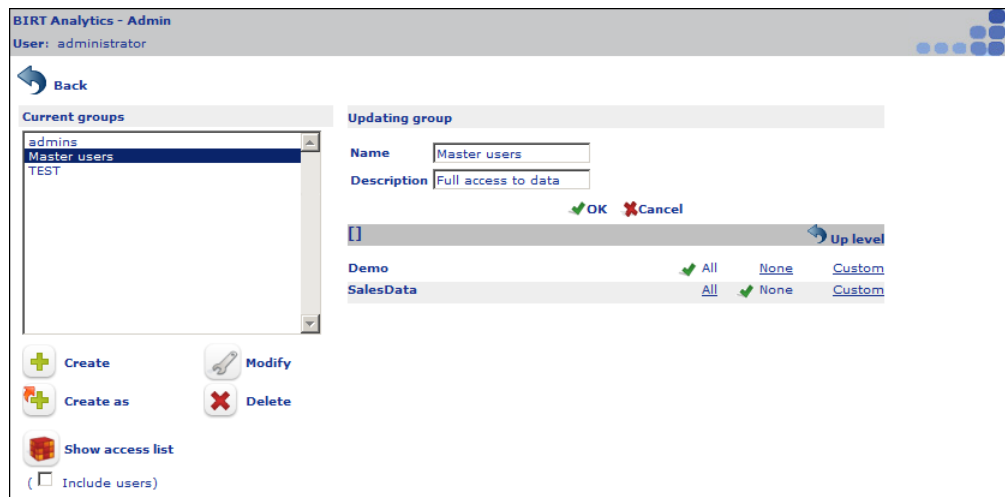 BIRT Analytics - Admin
User: administrator
Back
Current groups
admins
Master users
TEST
Create
Modify
Create as
Delete
Show access list
( Include users)
Updating group
Name Master users
Description Full access to data
OK Cancel
[] Up level
Demo All None Custom
SalesData All None Custom